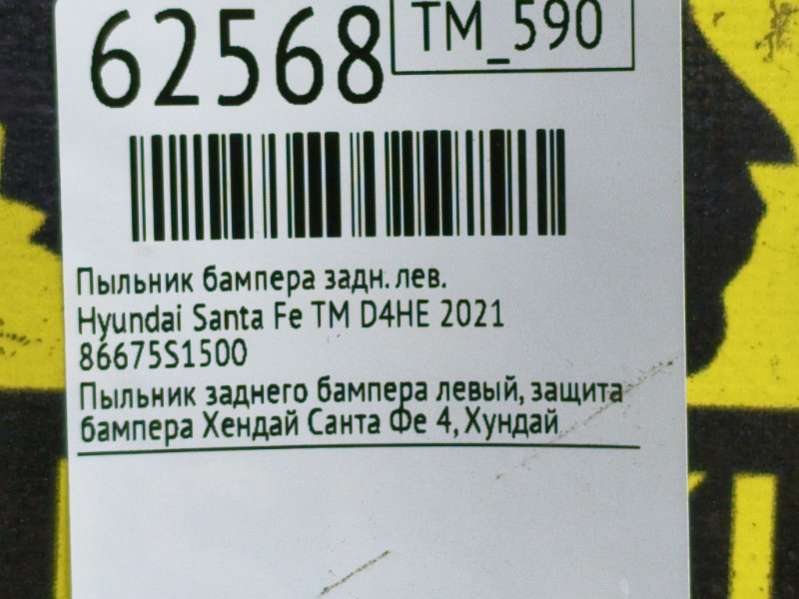 62568
TM_590
Пыльник бампера задн. лев.
Hyundai Santa Fe TM D4HE 2021
86675S1500
Пыльник заднего бампера левый, защита
бампера Хендай Санта Фе 4, Хундай